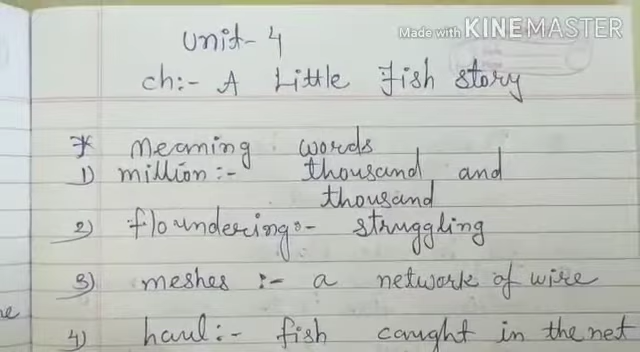 Made with KINEMASTER
Unit- 4
ch:- A Little Fish story
* Meaning words
1) million:- thousand and
thousand
2) floundering:- struggling
3) meshes :- a network of wire
4) haul:- fish caught in the net